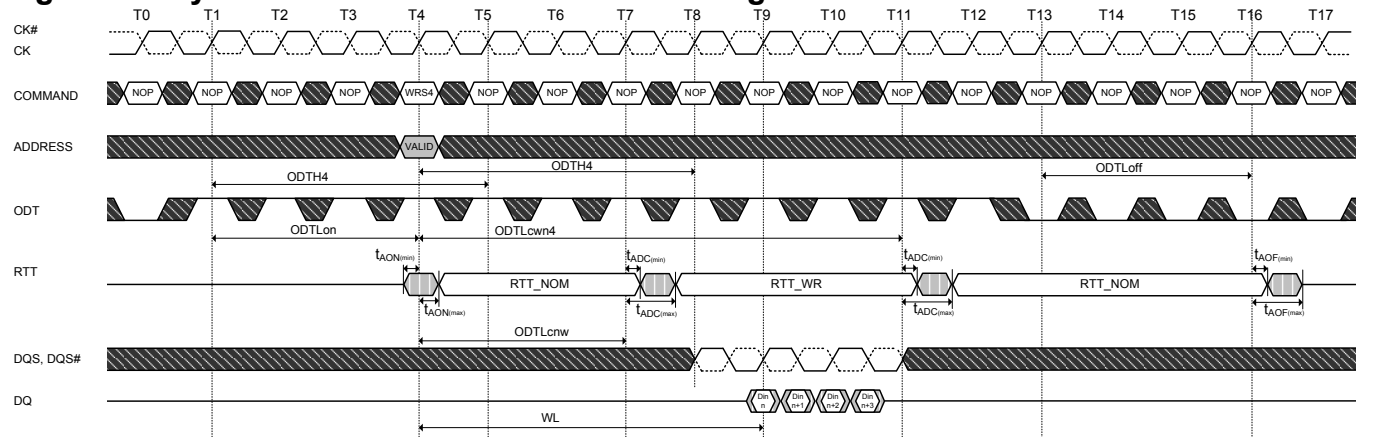 T0 T1 T2 T3 T4 T5 T6 T7 T8 T9 T10 T11 T12 T13 T14 T15 T16 T17
CK#
CK
COMMAND NOP NOP NOP NOP WRS4 NOP NOP NOP NOP NOP NOP NOP NOP NOP NOP NOP NOP NOP
ADDRESS VALID
ODTH4 ODTLoff
ODTH4
ODT
ODTLon ODTLcwn4
tAON(min) tADC(min) tADC(min) tAOF(min)
RTT RTT_NOM RTT_WR RTT_NOM
tAON(max) tADC(max) tADC(max) tAOF(max)
ODTLcnw
DQS, DQS#
DQ Din n Din n+1 Din n+2 Din n+3
WL